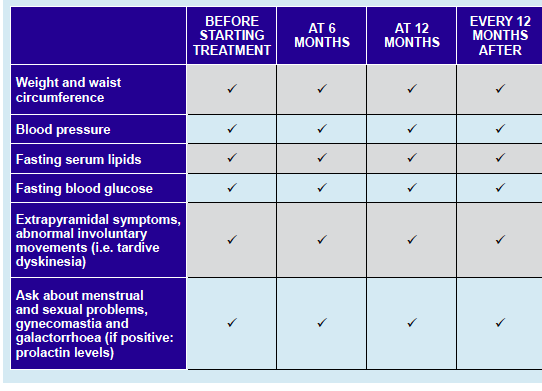 BEFORE
STARTING
TREATMENT
AT 6
MONTHS
AT 12
MONTHS
EVERY 12
MONTHS
AFTER
Weight and waist
circumference
✓ ✓ ✓ ✓
Blood pressure
✓ ✓ ✓ ✓
Fasting serum lipids
✓ ✓ ✓ ✓
Fasting blood glucose
✓ ✓ ✓ ✓
Extrapyramidal symptoms,
abnormal involuntary
movements (i.e. tardive
dyskinesia)
✓ ✓ ✓ ✓
Ask about menstrual
and sexual problems,
gynecomastia and
galactorrhoea (if positive:
prolactin levels)
✓ ✓ ✓ ✓